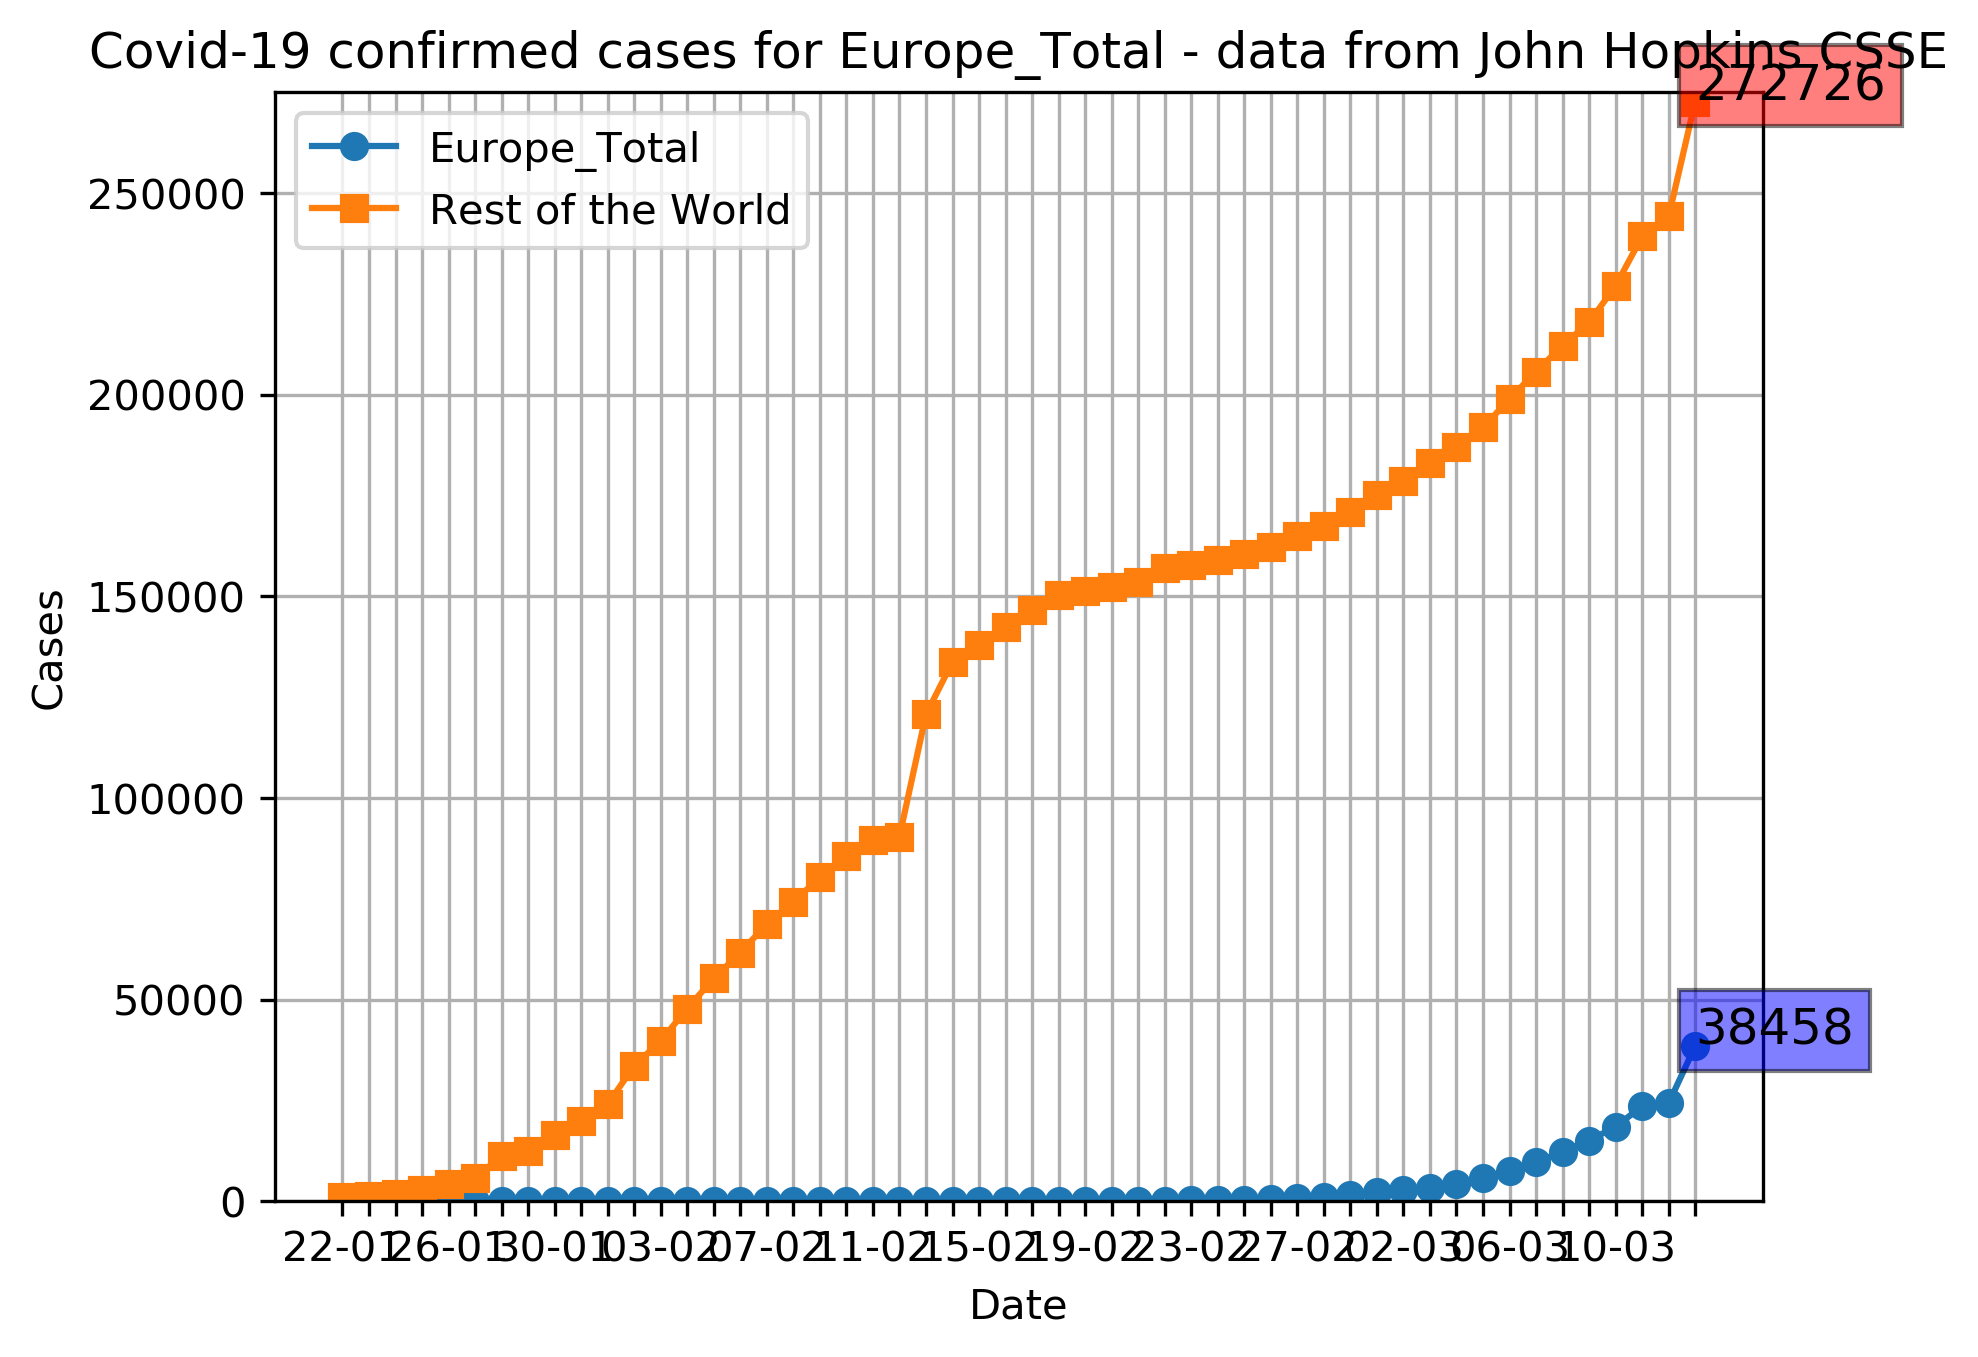 Covid-19 confirmed cases for Europe_Total - data from John Hopkins CSSE
272726
Europe_Total
Rest of the World
250000
200000
150000
100000
50000
0
38458
Cases
22-01 26-01 30-01 03-02 07-02 11-02 15-02 19-02 23-02 27-02 02-03 06-03 10-03
Date